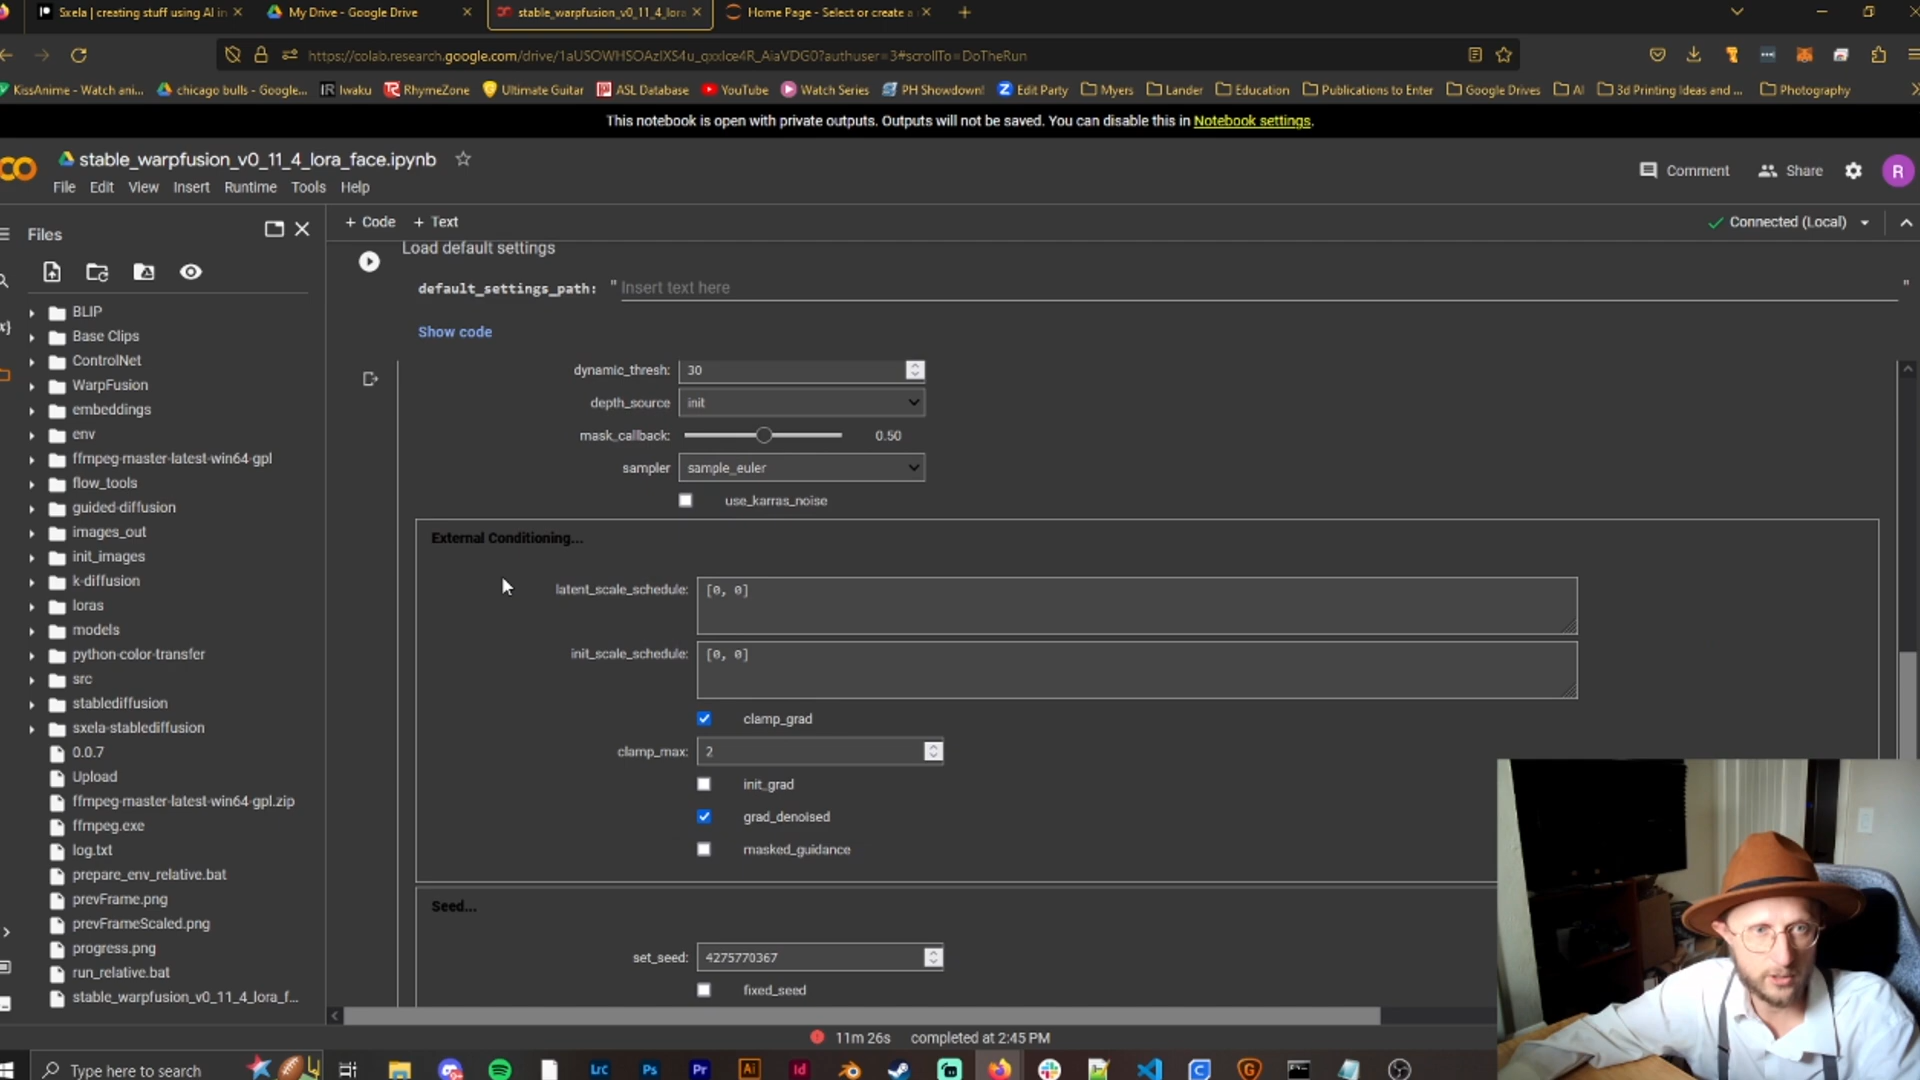 Sxela | creating stuff using AI in
My Drive - Google Drive
stable_warpfusion_v0_11_4_lora
Home Page - Select or create a
https://colab.research.google.com/drive/1aUSOWHSOAzIXS4u_qxxIce4R_AiaVDG0?authuser=3#scrollTo=DoTheRun
KissAnime - Watch ani...
chicago bulls - Google...
Iwaku
RhymeZone
Ultimate Guitar
ASL Database
YouTube
Watch Series
PH Showdown!
Edit Party
Myers
Lander
Education
Publications to Enter
Google Drives
AI
3d Printing Ideas and ...
Photography
This notebook is open with private outputs. Outputs will not be saved. You can disable this in Notebook settings.
stable_warpfusion_v0_11_4_lora_face.ipynb
Comment
Share
R
File Edit View Insert Runtime Tools Help
Files
+ Code + Text
Connected (Local)
Load default settings
default_settings_path: " Insert text here "
Show code
BLIP
Base Clips
ControlNet
WarpFusion
embeddings
env
ffmpeg-master-latest-win64-gpl
flow_tools
guided-diffusion
images_out
init_images
k-diffusion
loras
models
python-color-transfer
src
stablediffusion
sxela-stablediffusion
0.0.7
Upload
ffmpeg-master-latest-win64-gpl.zip
ffmpeg.exe
log.txt
prepare_env_relative.bat
prevFrame.png
prevFrameScaled.png
progress.png
run_relative.bat
stable_warpfusion_v0_11_4_lora_f...
dynamic_thresh: 30
depth_source init
mask_callback: 0.50
sampler sample_euler
use_karras_noise
External Conditioning...
latent_scale_schedule: [0, 0]
init_scale_schedule: [0, 0]
clamp_grad
clamp_max: 2
init_grad
grad_denoised
masked_guidance
Seed...
set_seed: 4275770367
fixed_seed
11m 26s completed at 2:45 PM
Type here to search
Lrc
Ps
Pr
Ai
Id